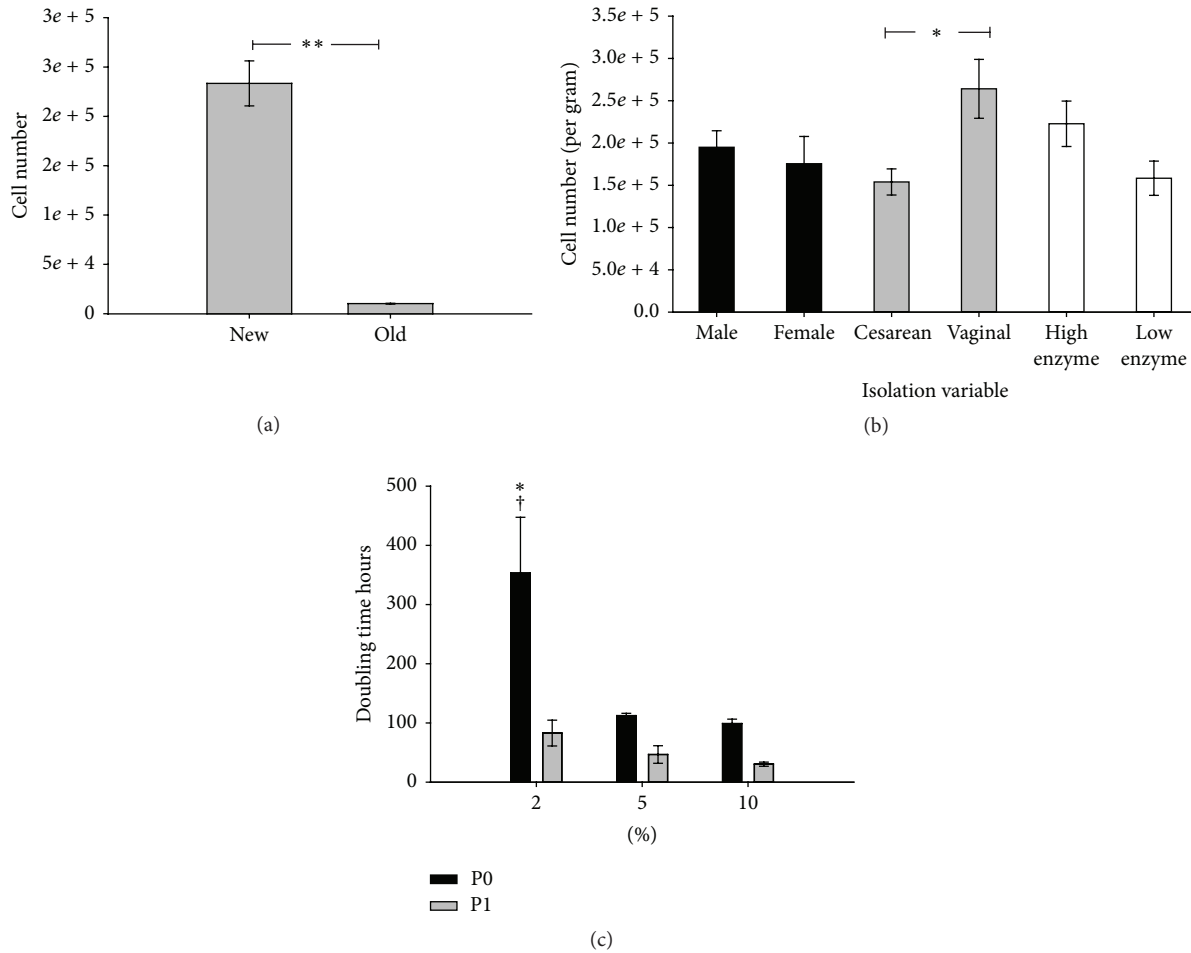 3e + 5
3e + 5
2e + 5
2e + 5
1e + 5
5e + 4
0
Cell number
**
New
Old
(a)
3.5e + 5
2.5e + 5
2.0e + 5
1.5e + 5
1.0e + 5
5.0e + 4
0.0
Cell number (per gram)
*
Male
Female
Cesarean
Vaginal
High
enzyme
Low
enzyme
Isolation variable
(b)
500
400
300
200
100
0
Doubling time hours
*
†
2
5
10
(%)
P0
P1
(c)